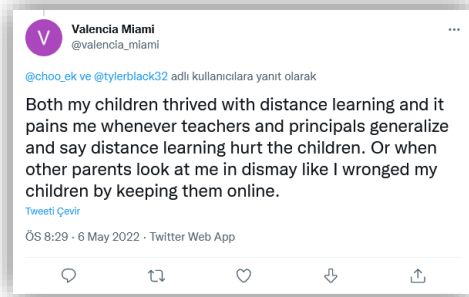 V
Valencia Miami
@valencia_miami
@choo_ek ve @tylerblack32 adlı kullanıcılara yanıt olarak
Both my children thrived with distance learning and it
pains me whenever teachers and principals generalize
and say distance learning hurt the children. Or when
other parents look at me in dismay like I wronged my
children by keeping them online.
Tweeti Çevir
ÖS 8:29 · 6 May 2022 · Twitter Web App